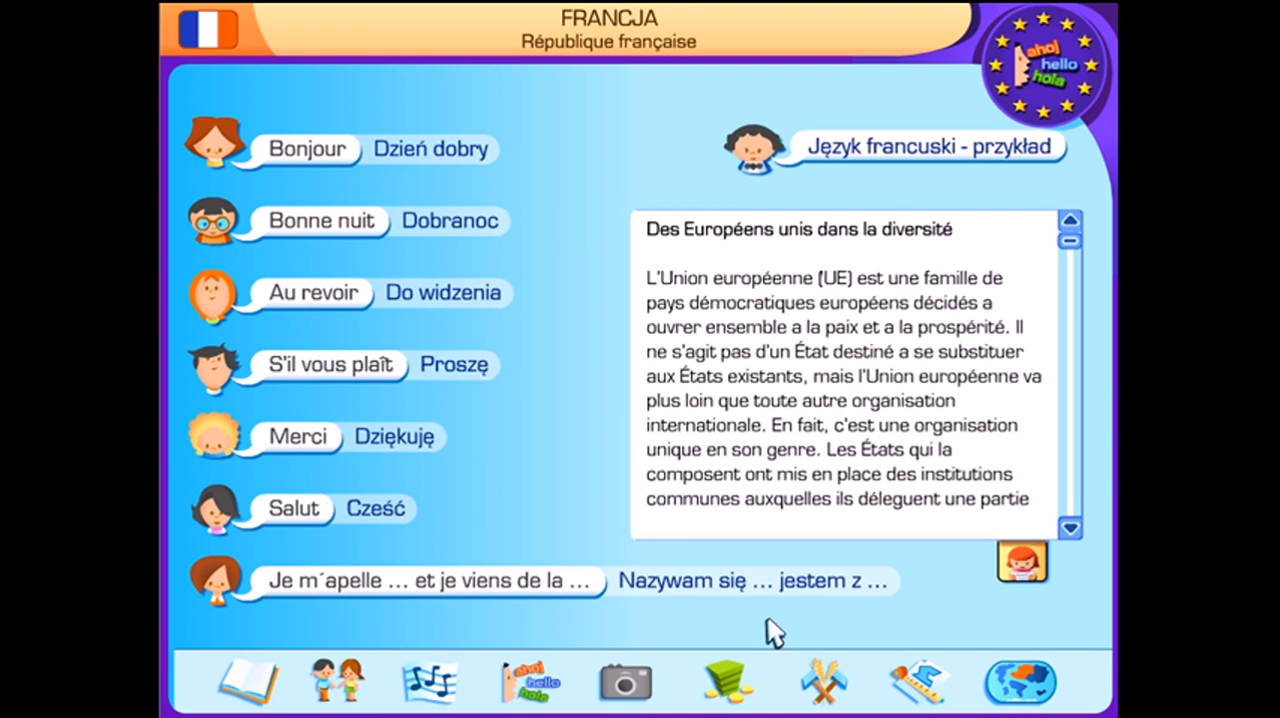 FRANCJA
République française
ahoj
hello
hola
Bonjour Dzień dobry
Bonne nuit Dobranoc
Au revoir Do widzenia
S'il vous plaît Proszę
Merci Dziękuję
Salut Cześć
Je m´apelle ... et je viens de la ... Nazywam się ... jestem z ...
Język francuski - przykład
Des Européens unis dans la diversité
L'Union européenne (UE) est une famille de
pays démocratiques européens décidés a
ouvrer ensemble a la paix et a la prospérité. Il
ne s'agit pas d'un État destiné a se substituer
aux États existants, mais l'Union européenne va
plus loin que toute autre organisation
internationale. En fait, c'est une organisation
unique en son genre. Les États qui la
composent ont mis en place des institutions
communes auxquelles ils déleguent une partie
ahoj
hello
hola